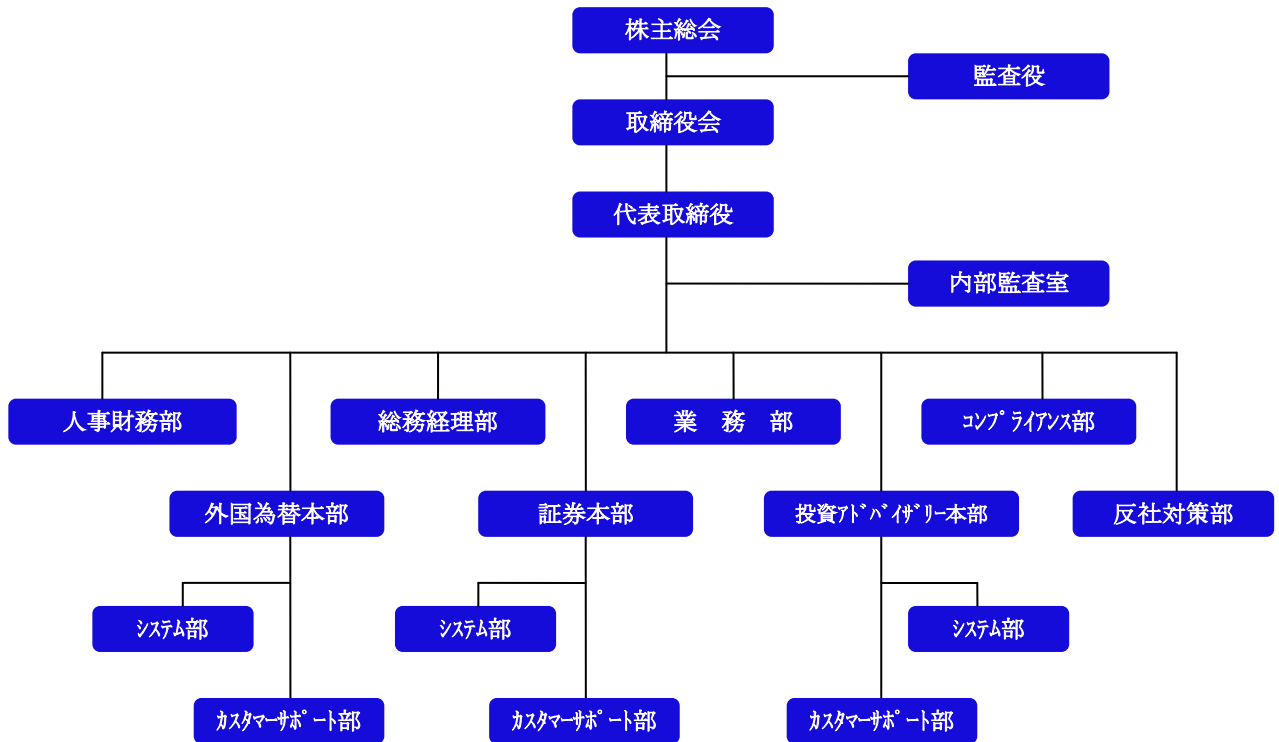 株主総会
監査役
取締役会
代表取締役
内部監査室
人事財務部
総務経理部
業　務　部
ｺﾝﾌﾟﾗｲｱﾝｽ部
外国為替本部
証券本部
投資ｱﾄﾞﾊﾞｲｻﾞﾘｰ本部
反社対策部
ｼｽﾃﾑ部
ｼｽﾃﾑ部
ｼｽﾃﾑ部
ｶｽﾀﾏｰｻﾎﾟｰﾄ部
ｶｽﾀﾏｰｻﾎﾟｰﾄ部
ｶｽﾀﾏｰｻﾎﾟｰﾄ部